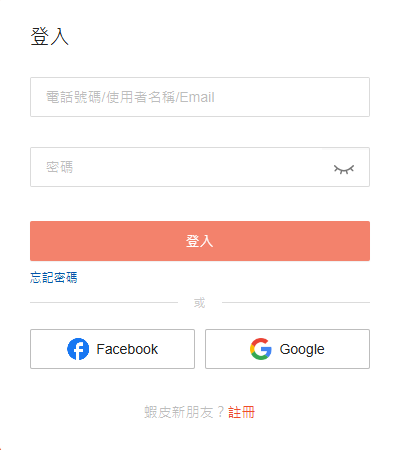 登入
電話號碼/使用者名稱/Email
密碼
登入
忘記密碼
或
Facebook
Google
蝦皮新朋友？註冊